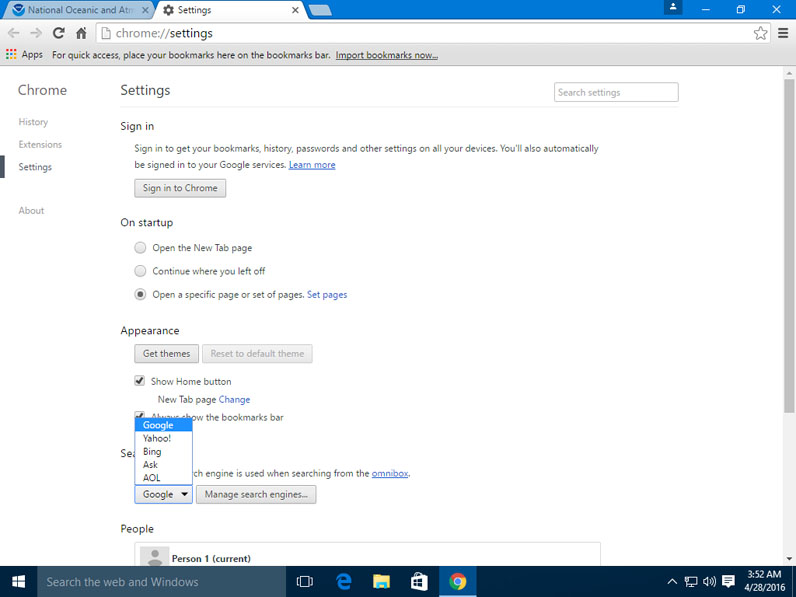 National Oceanic and Atm
Settings
chrome://settings
Apps For quick access, place your bookmarks here on the bookmarks bar. Import bookmarks now...
Chrome
History
Extensions
Settings
About
Settings
Search settings
Sign in
Sign in to get your bookmarks, history, passwords and other settings on all your devices. You'll also automatically
be signed in to your Google services. Learn more
Sign in to Chrome
On startup
Open the New Tab page
Continue where you left off
Open a specific page or set of pages. Set pages
Appearance
Get themes Reset to default theme
Show Home button
New Tab page Change
Always show the bookmarks bar
Google
Yahoo!
Bing
Ask
AOL
Sea
rch engine is used when searching from the omnibox.
Google Manage search engines...
People
Person 1 (current)
Search the web and Windows
3:52 AM
4/28/2016